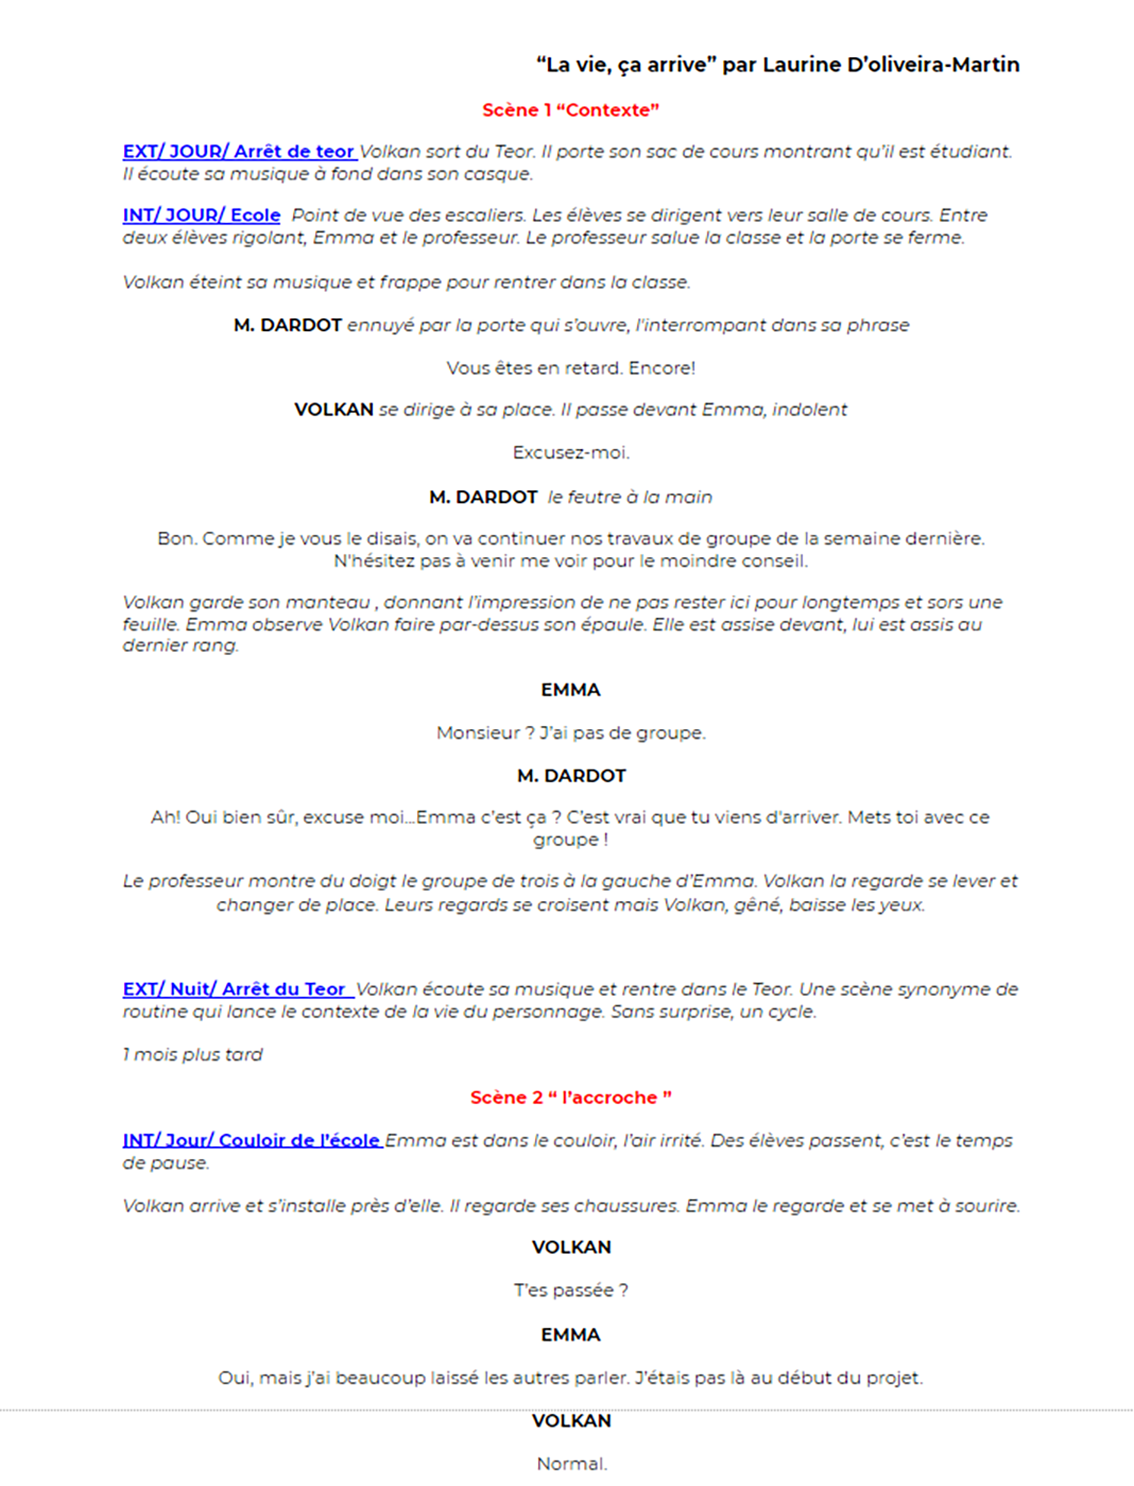 “La vie, ça arrive” par Laurine D’oliveira-Martin
Scène 1 “Contexte”
EXT/ JOUR/ Arrêt de teor Volkan sort du Teor. Il porte son sac de cours montrant qu’il est étudiant.
Il écoute sa musique à fond dans son casque.
INT/ JOUR/ Ecole Point de vue des escaliers. Les élèves se dirigent vers leur salle de cours. Entre
deux élèves rigolant, Emma et le professeur. Le professeur salue la classe et la porte se ferme.
Volkan éteint sa musique et frappe pour rentrer dans la classe.
M. DARDOT ennuyé par la porte qui s’ouvre, l’interrompant dans sa phrase
Vous êtes en retard. Encore!
VOLKAN se dirige à sa place. Il passe devant Emma, indolent
Excusez-moi.
M. DARDOT le feutre à la main
Bon. Comme je vous le disais, on va continuer nos travaux de groupe de la semaine dernière.
N'hésitez pas à venir me voir pour le moindre conseil.
Volkan garde son manteau , donnant l’impression de ne pas rester ici pour longtemps et sors une
feuille. Emma observe Volkan faire par-dessus son épaule. Elle est assise devant, lui est assis au
dernier rang.
EMMA
Monsieur ? J’ai pas de groupe.
M. DARDOT
Ah! Oui bien sûr, excuse moi...Emma c’est ça ? C’est vrai que tu viens d'arriver. Mets toi avec ce
groupe !
Le professeur montre du doigt le groupe de trois à la gauche d’Emma. Volkan la regarde se lever et
changer de place. Leurs regards se croisent mais Volkan, gêné, baisse les yeux.
EXT/ Nuit/ Arrêt du Teor Volkan écoute sa musique et rentre dans le Teor. Une scène synonyme de
routine qui lance le contexte de la vie du personnage. Sans surprise, un cycle.
1 mois plus tard
Scène 2 “ l’accroche ”
INT/ Jour/ Couloir de l’école Emma est dans le couloir, l’air irrité. Des élèves passent, c’est le temps
de pause.
Volkan arrive et s’installe près d’elle. Il regarde ses chaussures. Emma le regarde et se met à sourire.
VOLKAN
T’es passée ?
EMMA
Oui, mais j’ai beaucoup laissé les autres parler. J’étais pas là au début du projet.
VOLKAN
Normal.